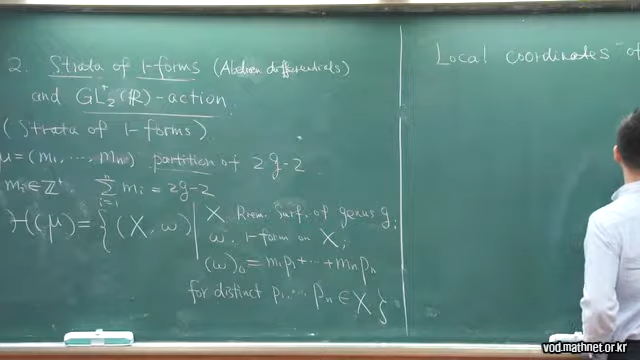 2. Strata of 1-forms (Abelian differentials)
and GL₂⁺(ℝ)-action.
(Strata of 1-forms).
μ=(m₁,⋯, mₙ) partition of 2g-2.
mᵢ∈ℤ⁺ ∑ᵢ₌₁ⁿ mᵢ = 2g-2
H(μ)={(X, ω)| X Riem. Surf. of genus g,
ω. 1-form on X;
(ω)₀ = m₁p₁+⋯+mₙpₙ
for distinct p₁,⋯, pₙ∈X}
Local coordinates of
vod.mathnet.or.kr